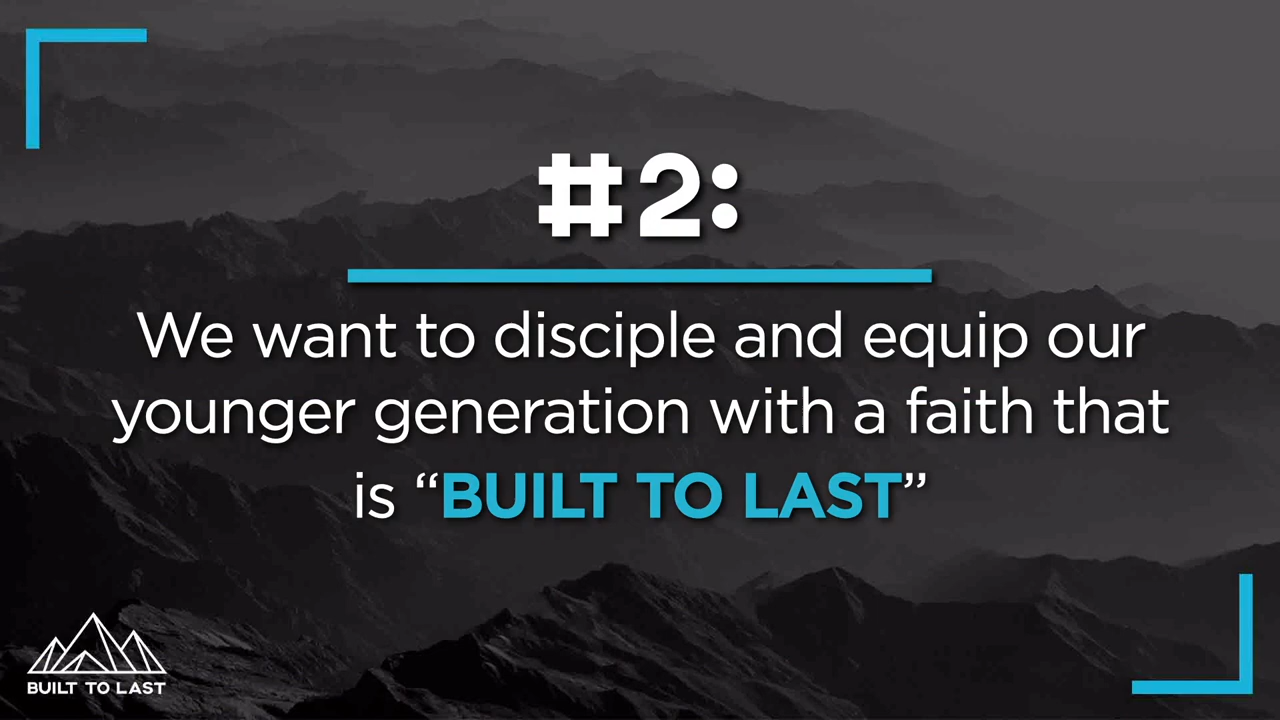 #2:
We want to disciple and equip our
younger generation with a faith that
is “BUILT TO LAST”
BUILT TO LAST